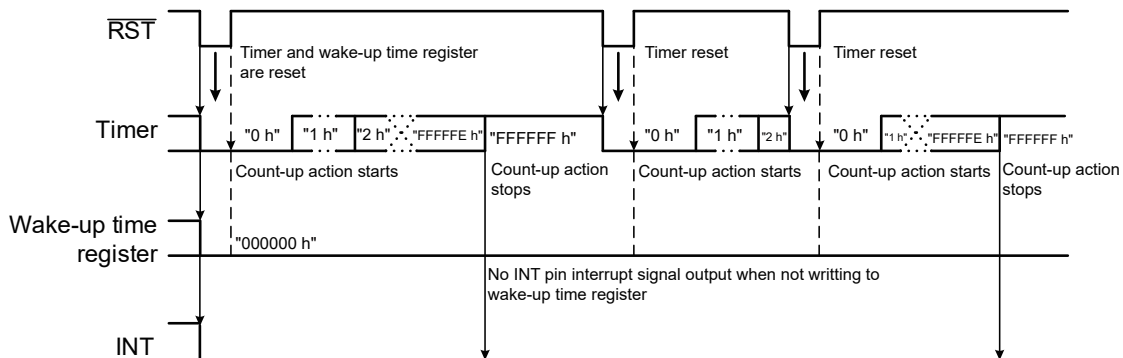 RST
Timer and wake-up time register
are reset
Timer reset
Timer reset
Timer
"0 h"
"1 h"
"2 h"
"FFFFFE h"
"FFFFFF h"
"0 h"
"1 h"
"2 h"
"0 h"
"1 h"
"FFFFFE h"
"FFFFFF h"
Count-up action starts
Count-up action
stops
Count-up action starts
Count-up action starts
Count-up action
stops
Wake-up time
register
"000000 h"
No INT pin interrupt signal output when not writting to
wake-up time register
INT